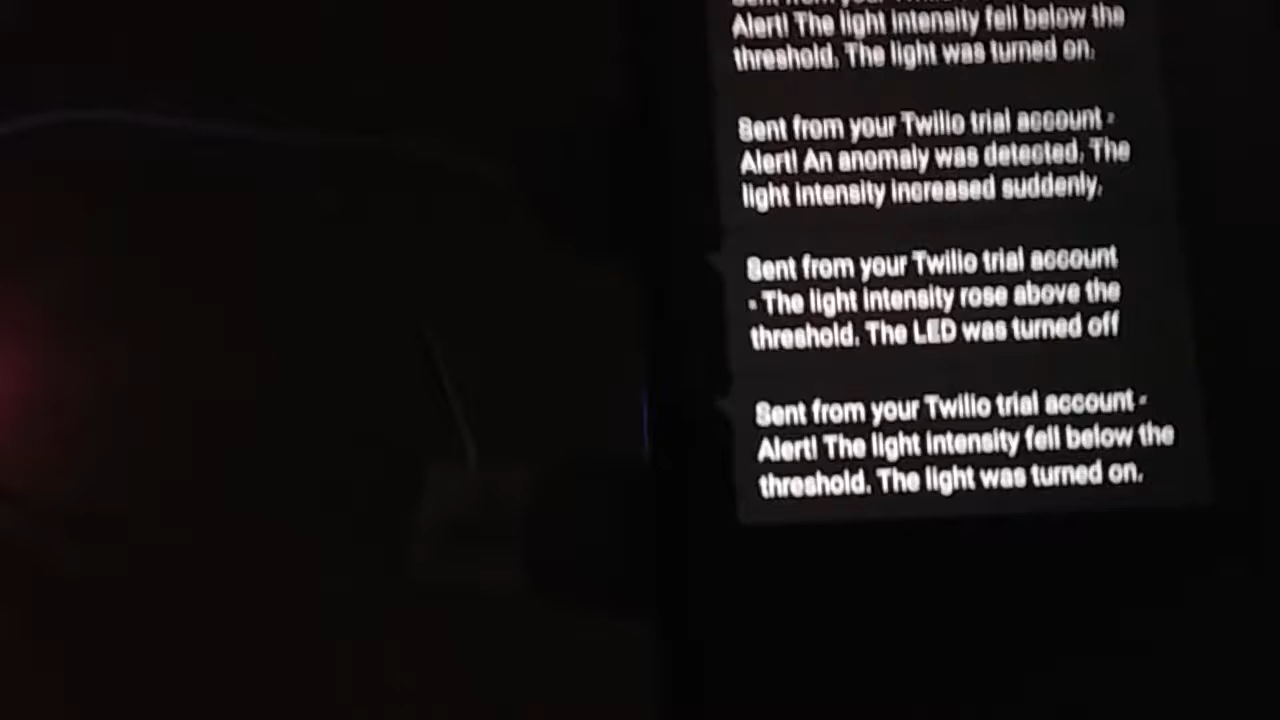 Sent from your
Alert! The light intensity fell below the
threshold. The light was turned on.
Sent from your Twilio trial account -
Alert! An anomaly was detected. The
light intensity increased suddenly.
Sent from your Twilio trial account
- The light intensity rose above the
threshold. The LED was turned off
Sent from your Twilio trial account -
Alert! The light intensity fell below the
threshold. The light was turned on.